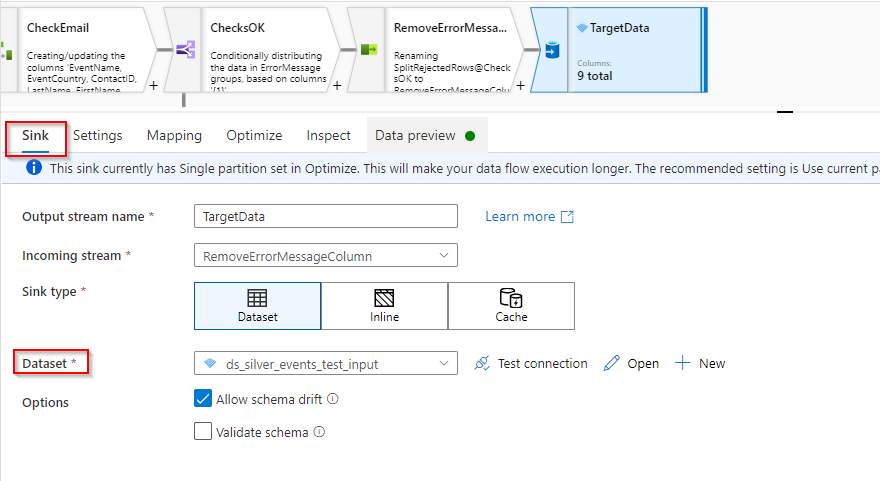 CheckEmail
Creating/updating the
columns 'EventName,
EventCountry, ContactID,
LastName, FirstName,
ChecksOK
Conditionally distributing
the data in ErrorMessage
groups, based on columns
'{1}'
RemoveErrorMessa...
Renaming
SplitRejectedRows@Check
sOK to
RemoveErrorMessageColu
TargetData
Columns:
9 total
Sink
Settings
Mapping
Optimize
Inspect
Data preview
This sink currently has Single partition set in Optimize. This will make your data flow execution longer. The recommended setting is Use current pa
Output stream name *
TargetData
Learn more
Incoming stream *
RemoveErrorMessageColumn
Sink type *
Dataset
Inline
Cache
Dataset *
ds_silver_events_test_input
Test connection
Open
New
Options
Allow schema drift
Validate schema